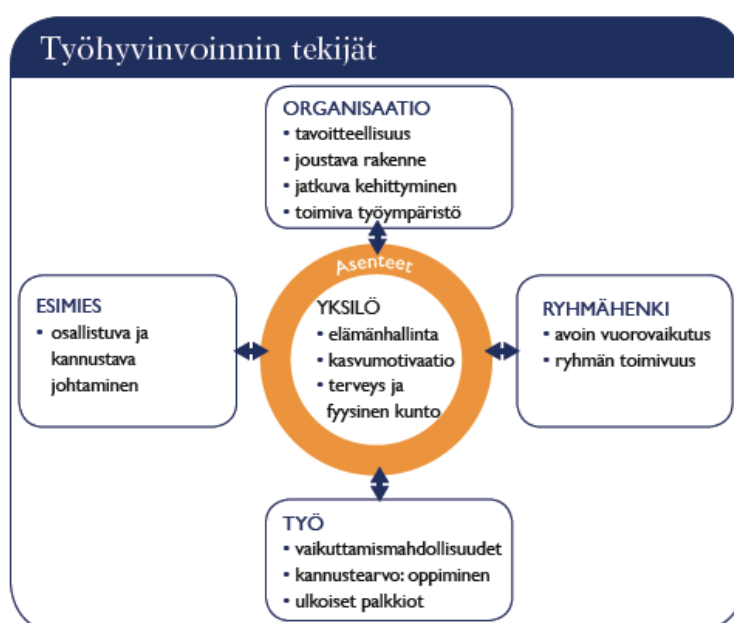 Työhyvinvoinnin tekijät
ORGANISAATIO
• tavoitteellisuus
• joustava rakenne
• jatkuva kehittyminen
• toimiva työympäristö
Asenteet
ESIMIES
• osallistuva ja
kannustava
johtaminen
YKSILÖ
• elämänhallinta
• kasvumotivaatio
• terveys ja
fyysinen kunto
RYHMÄHENKI
• avoin vuorovaikutus
• ryhmän toimivuus
TYÖ
• vaikuttamismahdollisuudet
• kannustearvo: oppiminen
• ulkoiset palkkiot